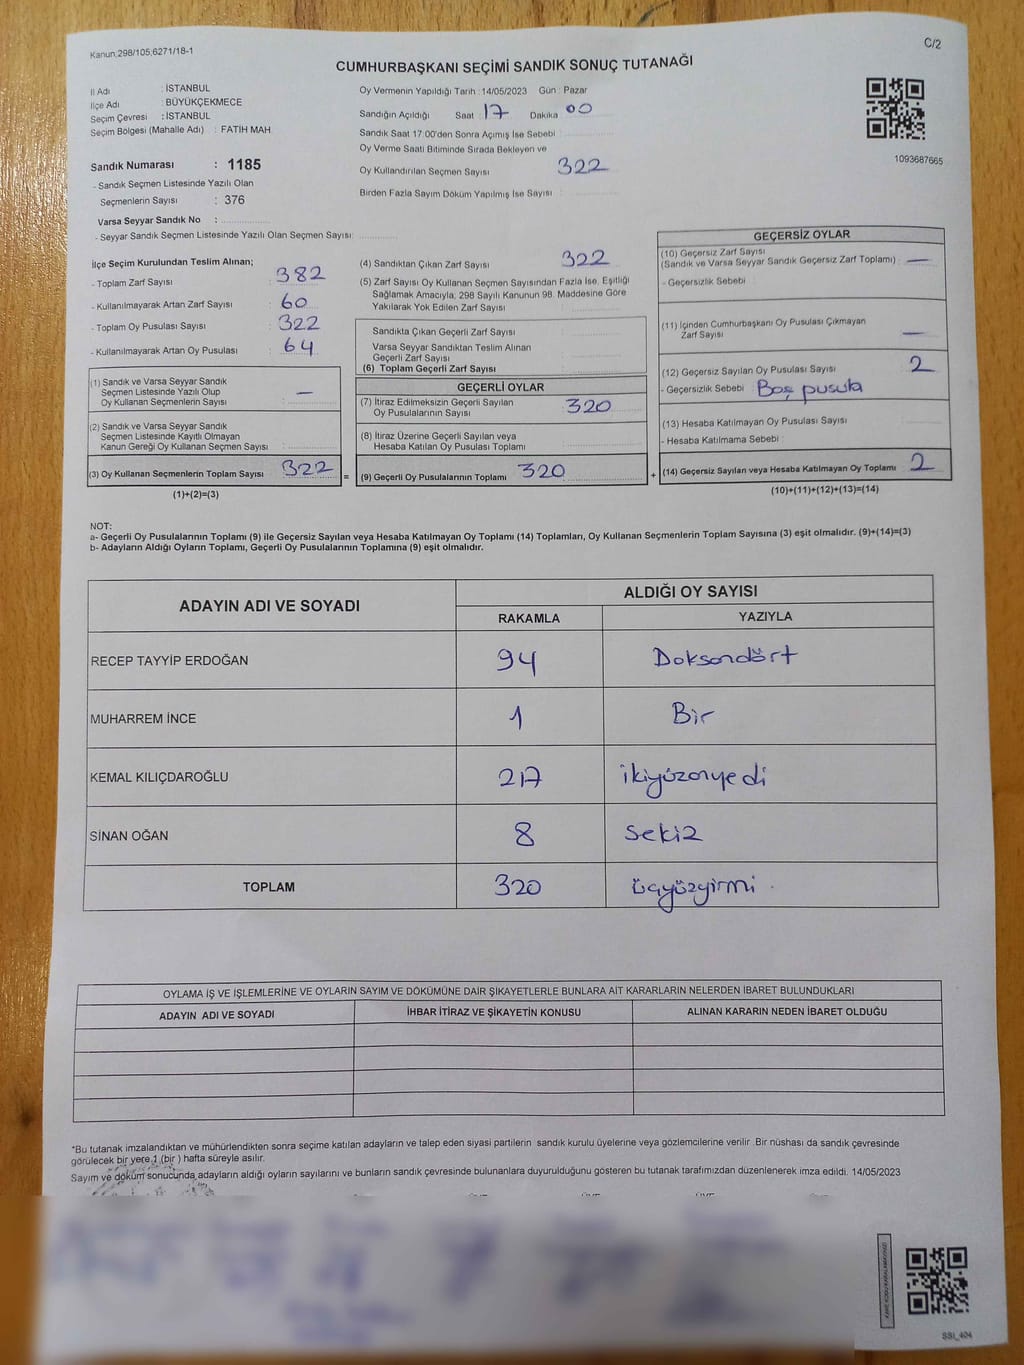 Kanun;298/105;6271/18-1
C/2
CUMHURBAŞKANI SEÇİMİ SANDIK SONUÇ TUTANAĞI
İl Adı : İSTANBUL
İlçe Adı : BÜYÜKÇEKMECE
Seçim Çevresi : İSTANBUL
Seçim Bölgesi (Mahalle Adı) : FATİH MAH.
Sandık Numarası : 1185
- Sandık Seçmen Listesinde Yazılı Olan
Seçmenlerin Sayısı : 376
Varsa Seyyar Sandık No :
- Seyyar Sandık Seçmen Listesinde Yazılı Olan Seçmen Sayısı:
Oy Vermenin Yapıldığı Tarih : 14/05/2023 Gün : Pazar
Sandığın Açıldığı Saat : 17 Dakika : 00
Sandık Saat 17:00'den Sonra Açımış İse Sebebi :
Oy Verme Saati Bitiminde Sırada Bekleyen ve
Oy Kullandırılan Seçmen Sayısı : 322
Birden Fazla Sayım Döküm Yapılmış İse Sayısı :
1093687665
İlçe Seçim Kurulundan Teslim Alınan;
- Toplam Zarf Sayısı : 382
- Kullanılmayarak Artan Zarf Sayısı : 60
- Toplam Oy Pusulası Sayısı : 322
- Kullanılmayarak Artan Oy Pusulası : 64
(1) Sandık ve Varsa Seyyar Sandık
Seçmen Listesinde Yazılı Olup
Oy Kullanan Seçmenlerin Sayısı : —
(2) Sandık ve Varsa Seyyar Sandık
Seçmen Listesinde Kayıtlı Olmayan
Kanun Gereği Oy Kullanan Seçmen Sayısı :
(3) Oy Kullanan Seçmenlerin Toplam Sayısı : 322 =
(1)+(2)=(3)
(4) Sandıktan Çıkan Zarf Sayısı : 322
(5) Zarf Sayısı Oy Kullanan Seçmen Sayısından Fazla İse, Eşitliği
Sağlamak Amacıyla; 298 Sayılı Kanunun 98. Maddesine Göre
Yakılarak Yok Edilen Zarf Sayısı :
Sandıkta Çıkan Geçerli Zarf Sayısı :
Varsa Seyyar Sandıktan Teslim Alınan
Geçerli Zarf Sayısı :
(6) Toplam Geçerli Zarf Sayısı :
GEÇERLİ OYLAR
(7) İtiraz Edilmeksizin Geçerli Sayılan
Oy Pusulalarının Sayısı : 320
(8) İtiraz Üzerine Geçerli Sayılan veya
Hesaba Katılan Oy Pusulası Toplamı :
(9) Geçerli Oy Pusulalarının Toplamı : 320 +
GEÇERSİZ OYLAR
(10) Geçersiz Zarf Sayısı
(Sandık ve Varsa Seyyar Sandık Geçersiz Zarf Toplamı) : —
- Geçersizlik Sebebi :
(11) İçinden Cumhurbaşkanı Oy Pusulası Çıkmayan
Zarf Sayısı : —
(12) Geçersiz Sayılan Oy Pusulası Sayısı : 2
- Geçersizlik Sebebi : Boş pusula
(13) Hesaba Katılmayan Oy Pusulası Sayısı :
- Hesaba Katılmama Sebebi :
(14) Geçersiz Sayılan veya Hesaba Katılmayan Oy Toplamı : 2
(10)+(11)+(12)+(13)=(14)
NOT:
a- Geçerli Oy Pusulalarının Toplamı (9) ile Geçersiz Sayılan veya Hesaba Katılmayan Oy Toplamı (14) Toplamları, Oy Kullanan Seçmenlerin Toplam Sayısına (3) eşit olmalıdır. (9)+(14)=(3)
b- Adayların Aldığı Oyların Toplamı, Geçerli Oy Pusulalarının Toplamına (9) eşit olmalıdır.
ADAYIN ADI VE SOYADI ALDIĞI OY SAYISI
RAKAMLA YAZIYLA
RECEP TAYYİP ERDOĞAN 94 Doksandört
MUHARREM İNCE 1 Bir
KEMAL KILIÇDAROĞLU 217 ikiyüzonyedi
SİNAN OĞAN 8 Sekiz
TOPLAM 320 üçyüzyirmi
OYLAMA İŞ VE İŞLEMLERİNE VE OYLARIN SAYIM VE DÖKÜMÜNE DAİR ŞİKAYETLERLE BUNLARA AİT KARARLARIN NELERDEN İBARET BULUNDUKLARI
ADAYIN ADI VE SOYADI İHBAR İTİRAZ VE ŞİKAYETİN KONUSU ALINAN KARARIN NEDEN İBARET OLDUĞU
*Bu tutanak imzalandıktan ve mühürlendikten sonra seçime katılan adayların ve talep eden siyasi partilerin sandık kurulu üyelerine veya gözlemcilerine verilir .Bir nüshası da sandık çevresinde
görülecek bir yere 1 (bir ) hafta süreyle asılır.
Sayım ve döküm sonucunda adayların aldığı oyların sayılarını ve bunların sandık çevresinde bulunanlara duyurulduğunu gösteren bu tutanak tarafımızdan düzenlenerek imza edildi. 14/05/2023
SSİ_404